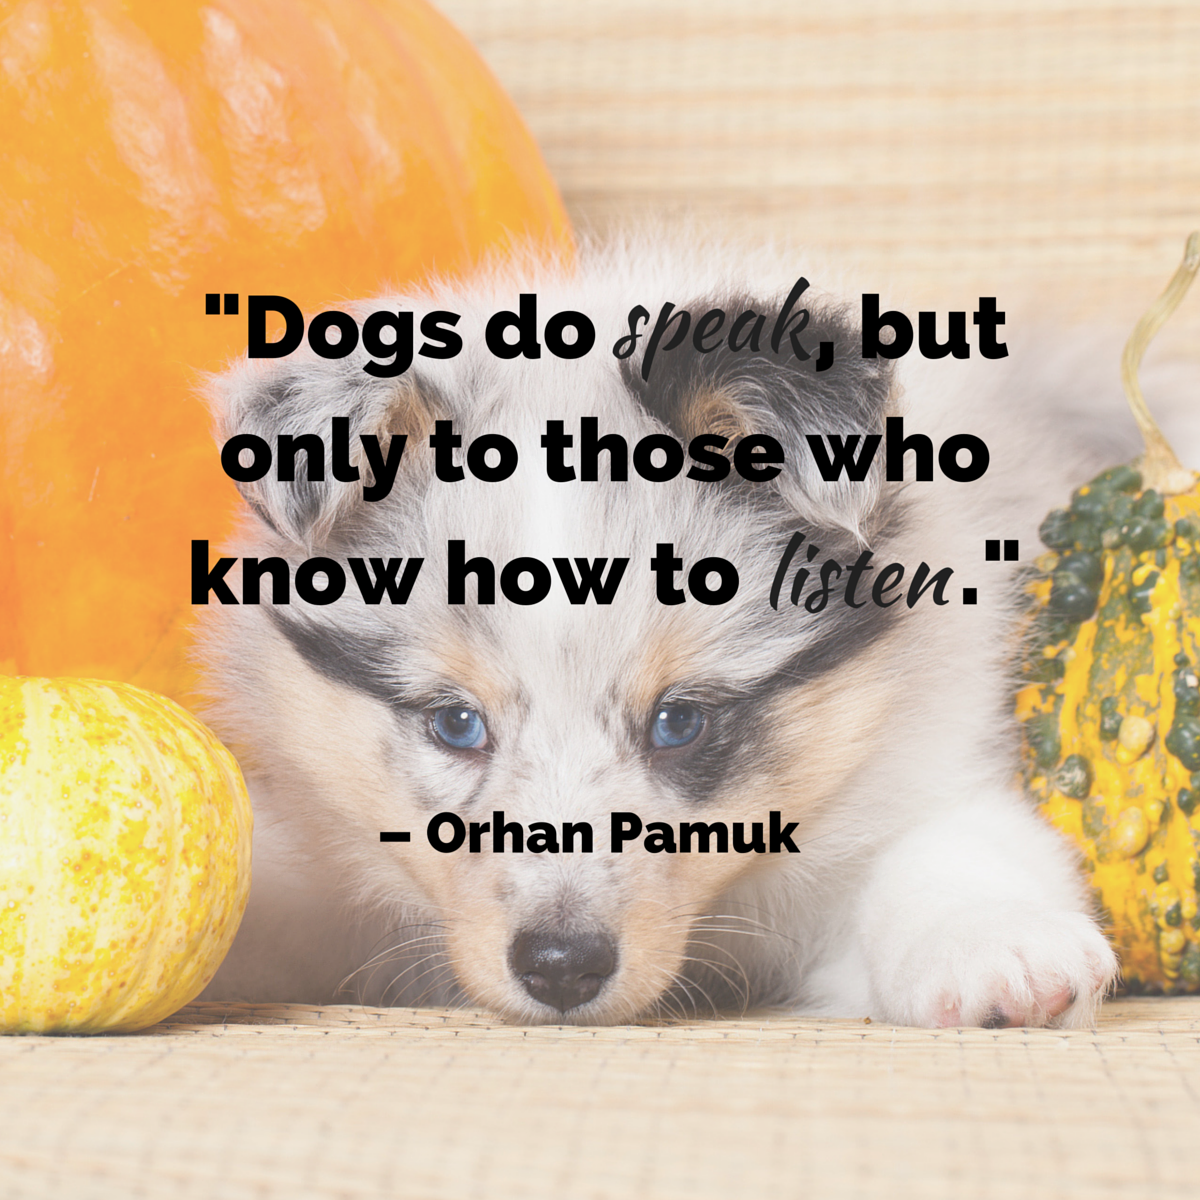 "Dogs do speak, but
only to those who
know how to listen."
– Orhan Pamuk